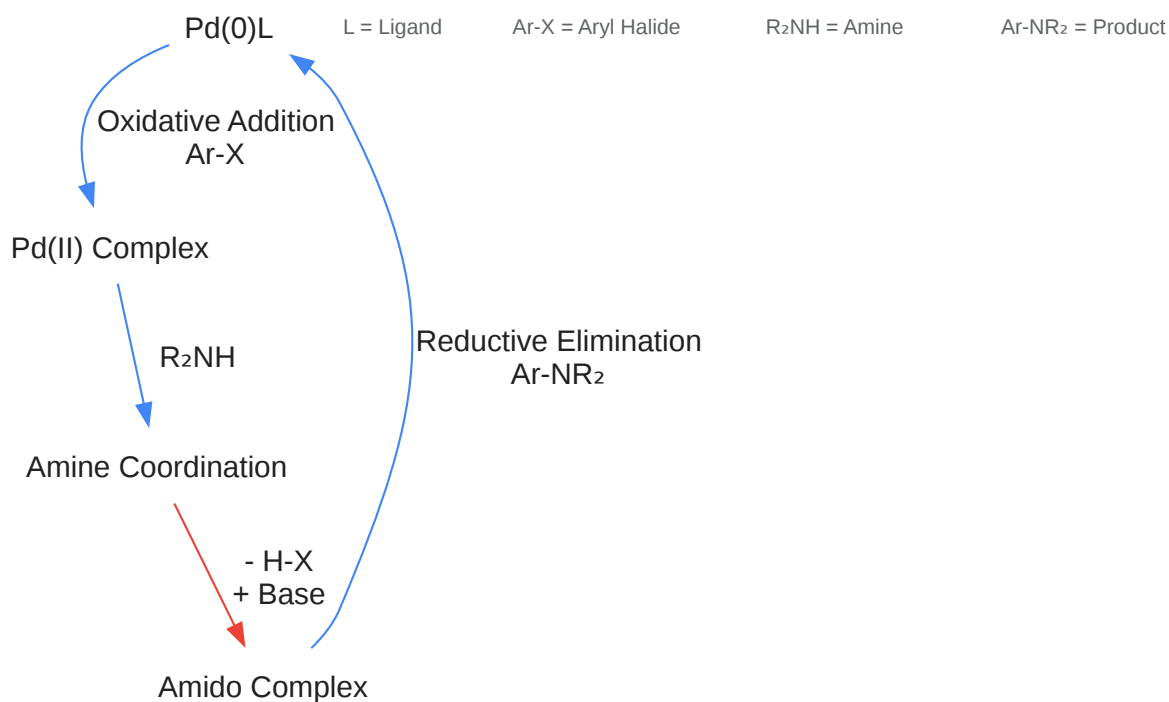 Pd(0)L
L = Ligand
Ar-X = Aryl Halide
R₂NH = Amine
Ar-NR₂ = Product
Oxidative Addition
Ar-X
Pd(II) Complex
R₂NH
Reductive Elimination
Ar-NR₂
Amine Coordination
- H-X
+ Base
Amido Complex